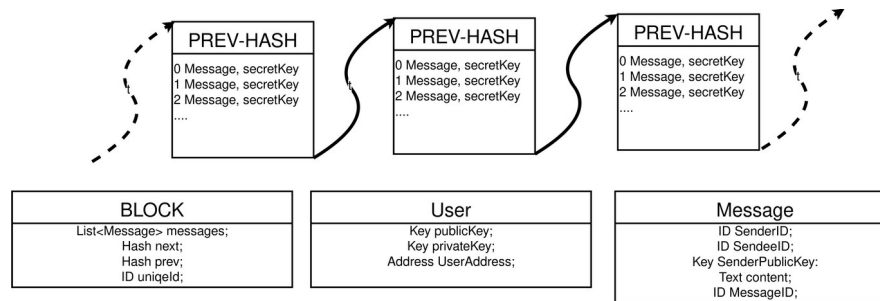 PREV-HASH
0 Message, secretKey
1 Message, secretKey
2 Message, secretKey
....
PREV-HASH
0 Message, secretKey
1 Message, secretKey
2 Message, secretKey
....
PREV-HASH
0 Message, secretKey
1 Message, secretKey
2 Message, secretKey
....
t
t
t
BLOCK
List<Message> messages;
Hash next;
Hash prev;
ID uniqeId;
User
Key publicKey;
Key privateKey;
Address UserAddress;
Message
ID SenderID;
ID SendeeID;
Key SenderPublicKey:
Text content;
ID MessageID;